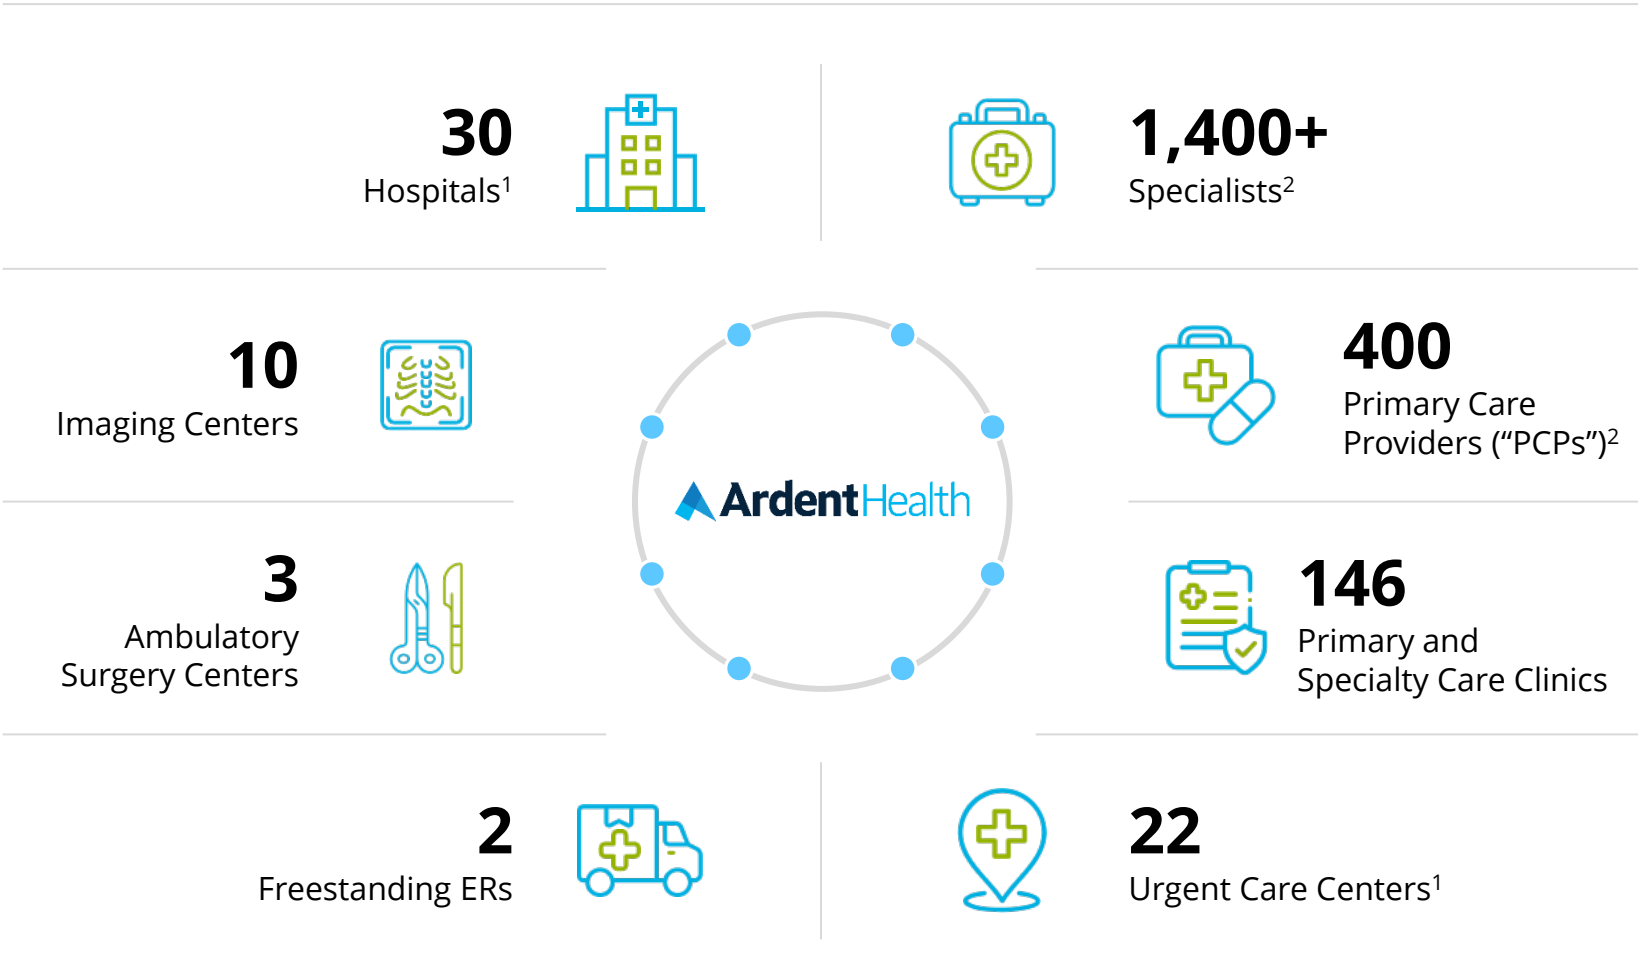 30
Hospitals¹
1,400+
Specialists²
10
Imaging Centers
400
Primary Care
Providers (“PCPs”)²
ArdentHealth
3
Ambulatory
Surgery Centers
146
Primary and
Specialty Care Clinics
2
Freestanding ERs
22
Urgent Care Centers¹